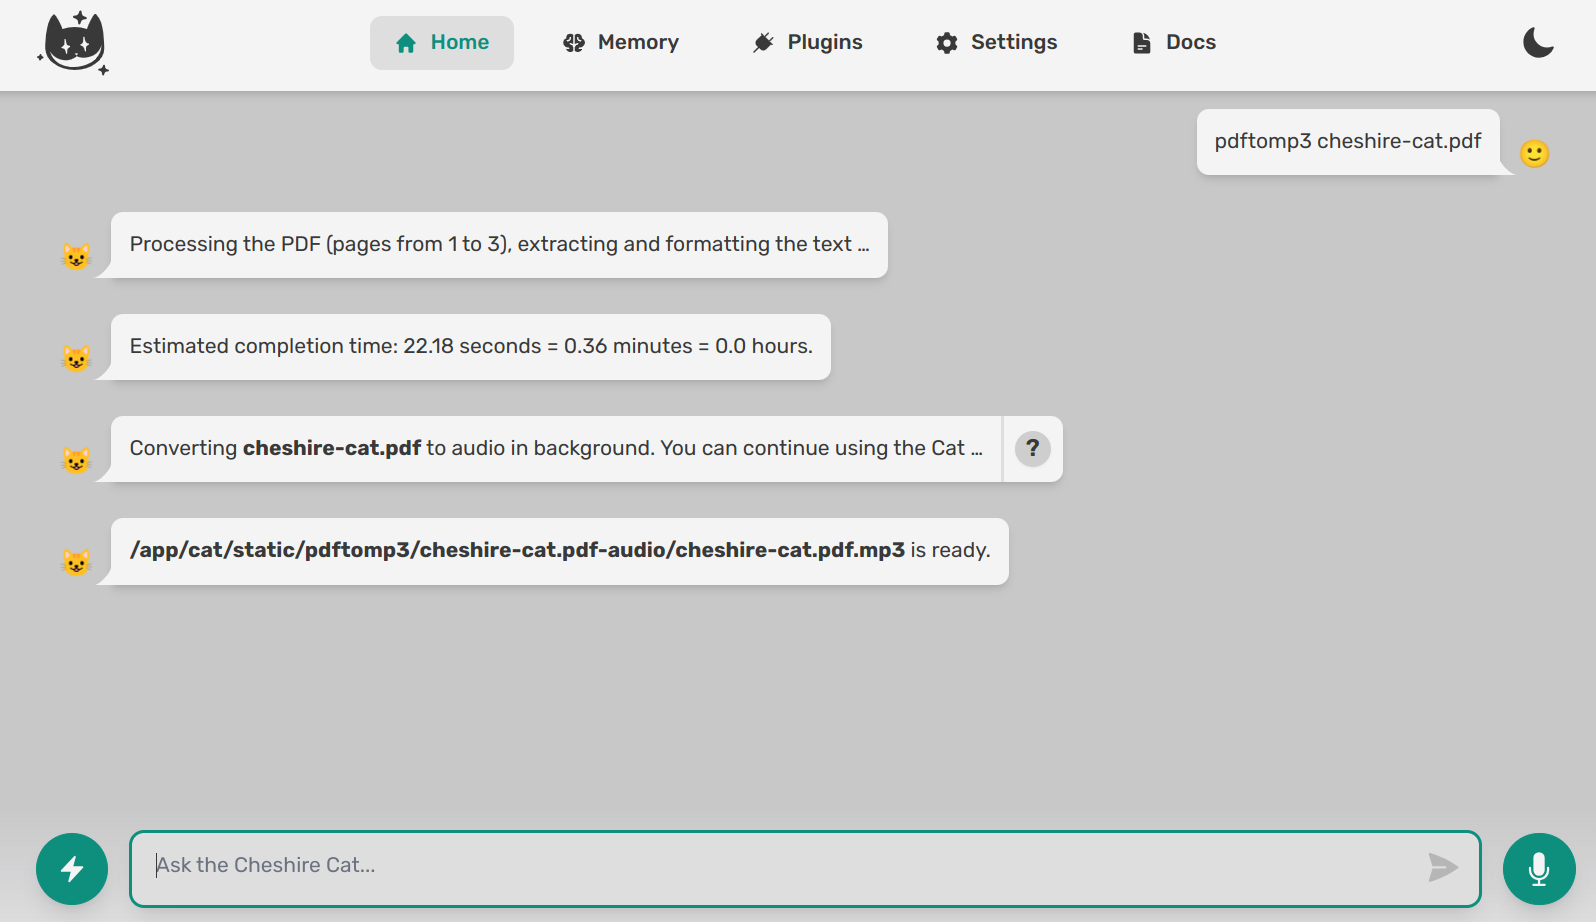 Home
Memory
Plugins
Settings
Docs
pdftomp3 cheshire-cat.pdf
Processing the PDF (pages from 1 to 3), extracting and formatting the text ...
Estimated completion time: 22.18 seconds = 0.36 minutes = 0.0 hours.
Converting cheshire-cat.pdf to audio in background. You can continue using the Cat ...
?
/app/cat/static/pdftomp3/cheshire-cat.pdf-audio/cheshire-cat.pdf.mp3 is ready.
Ask the Cheshire Cat...